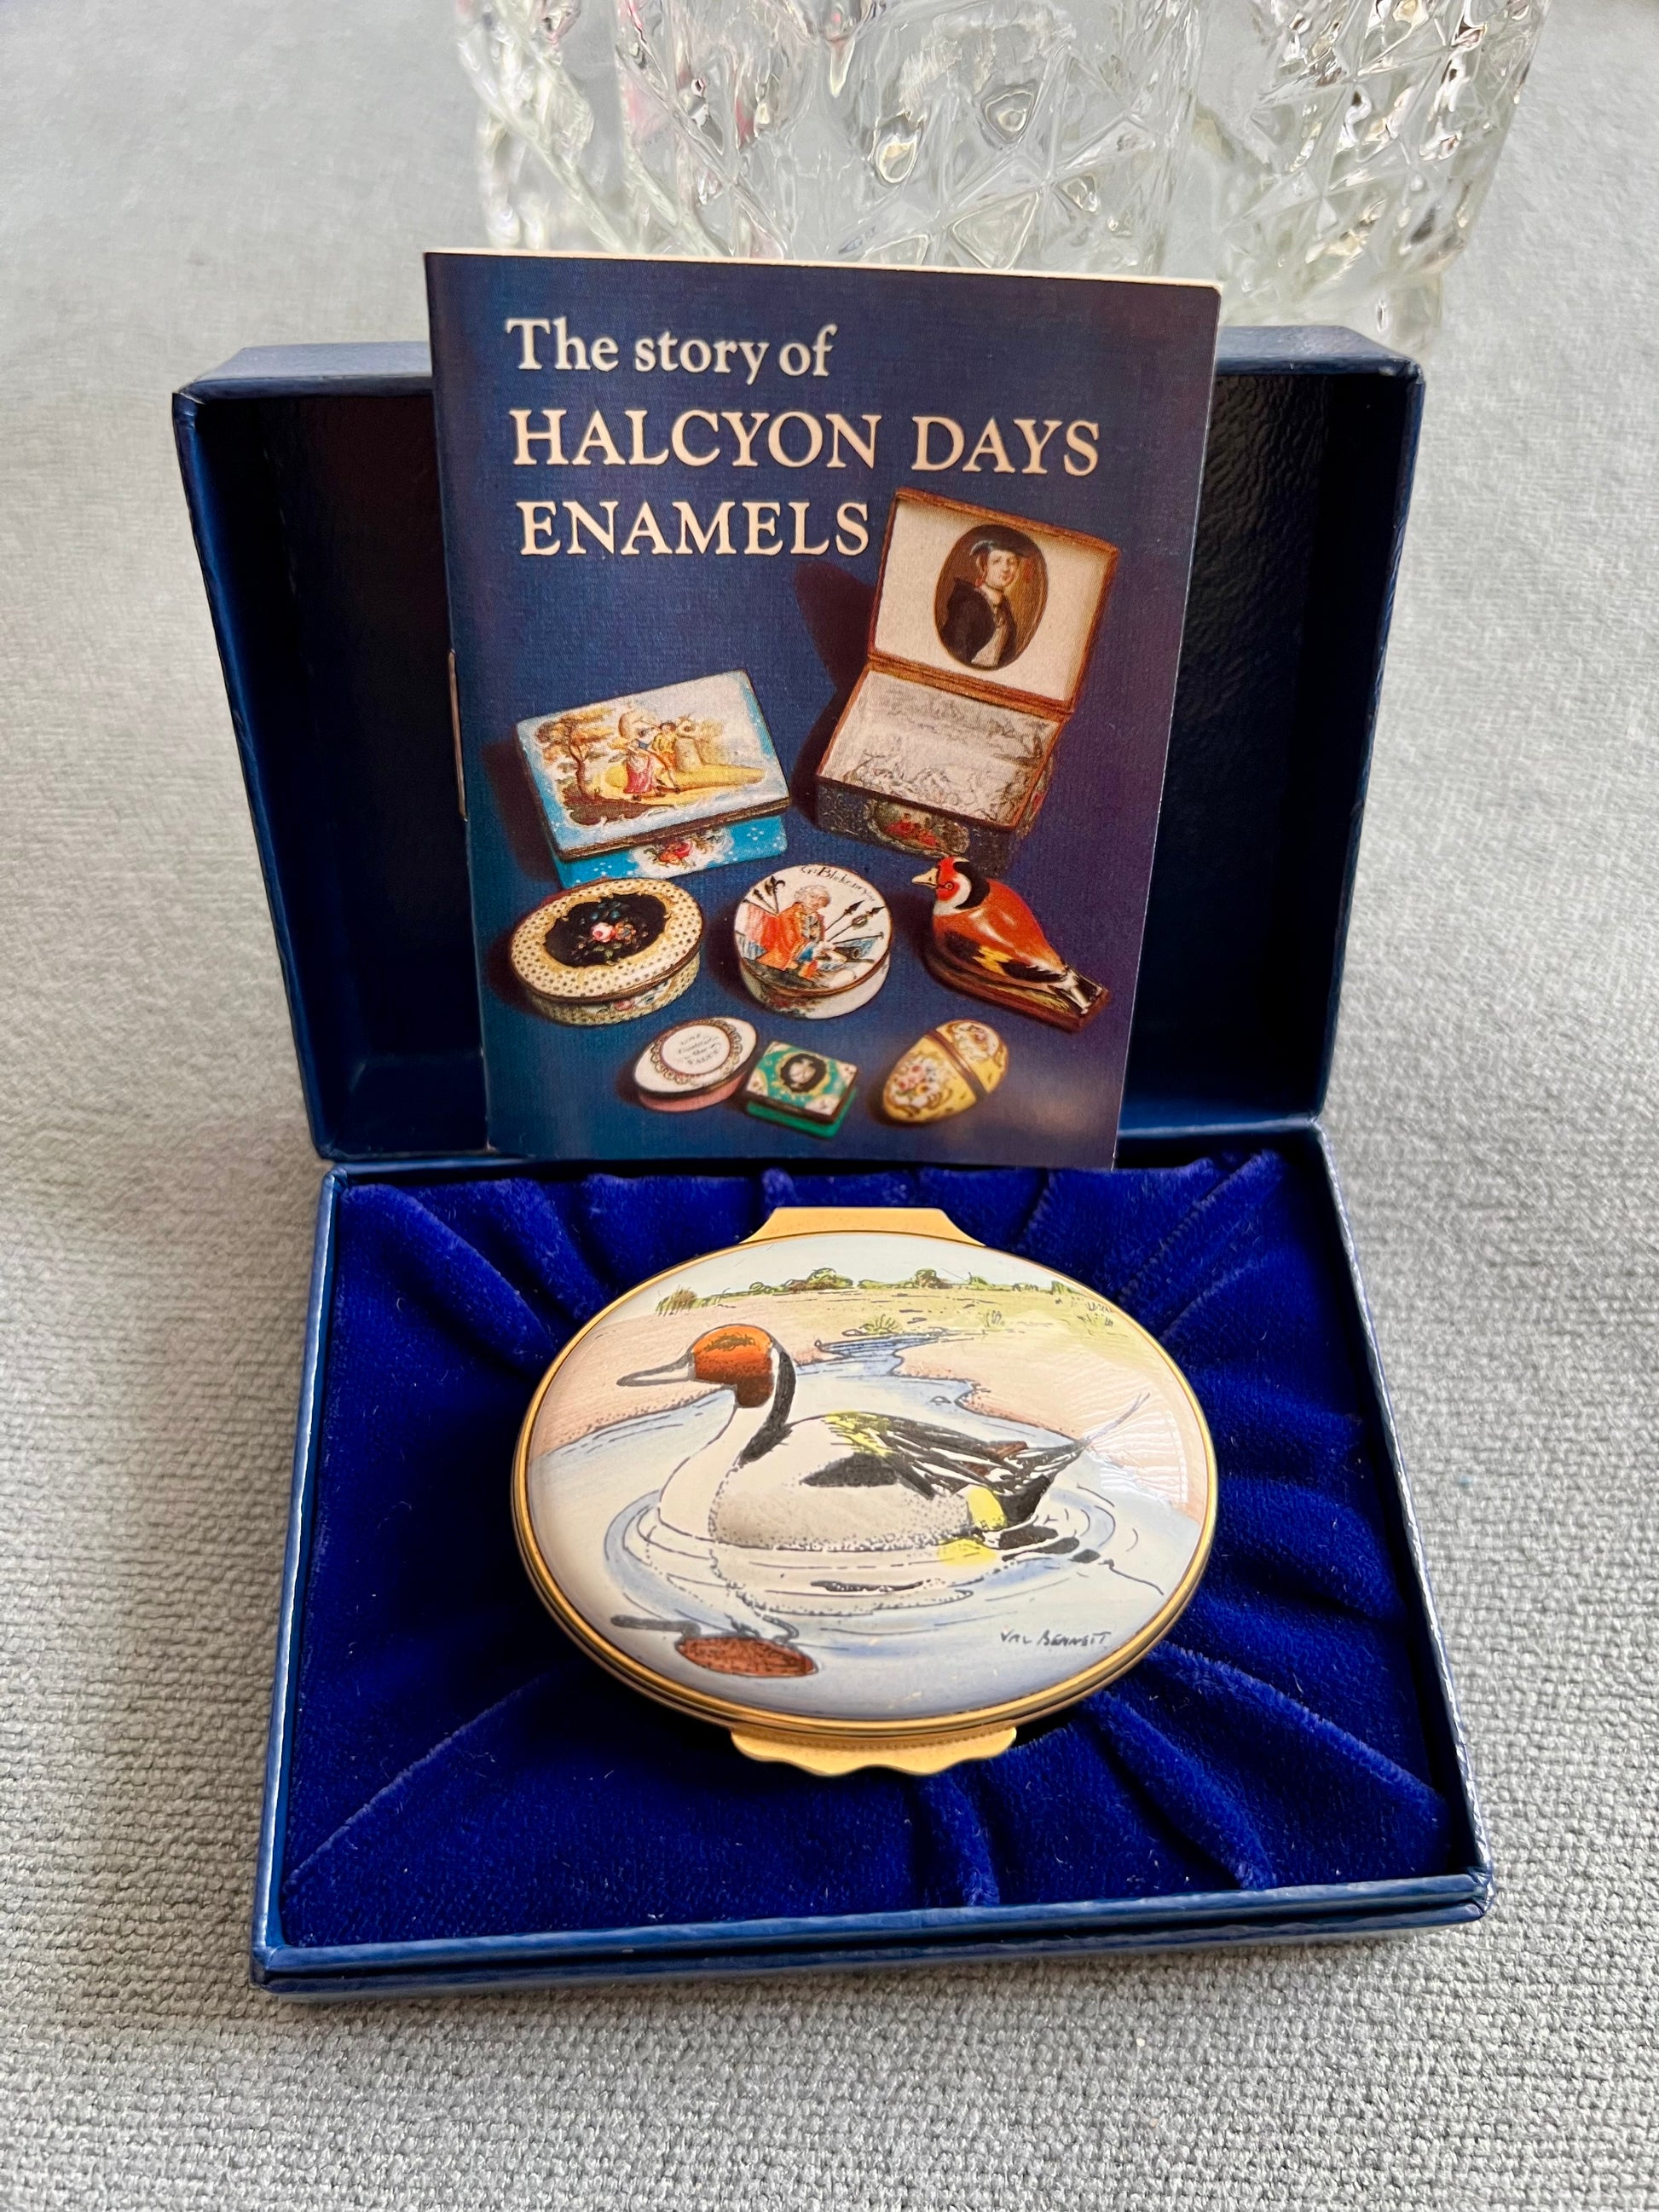 The story of
HALCYON DAYS
ENAMELS
VAL BENNETT